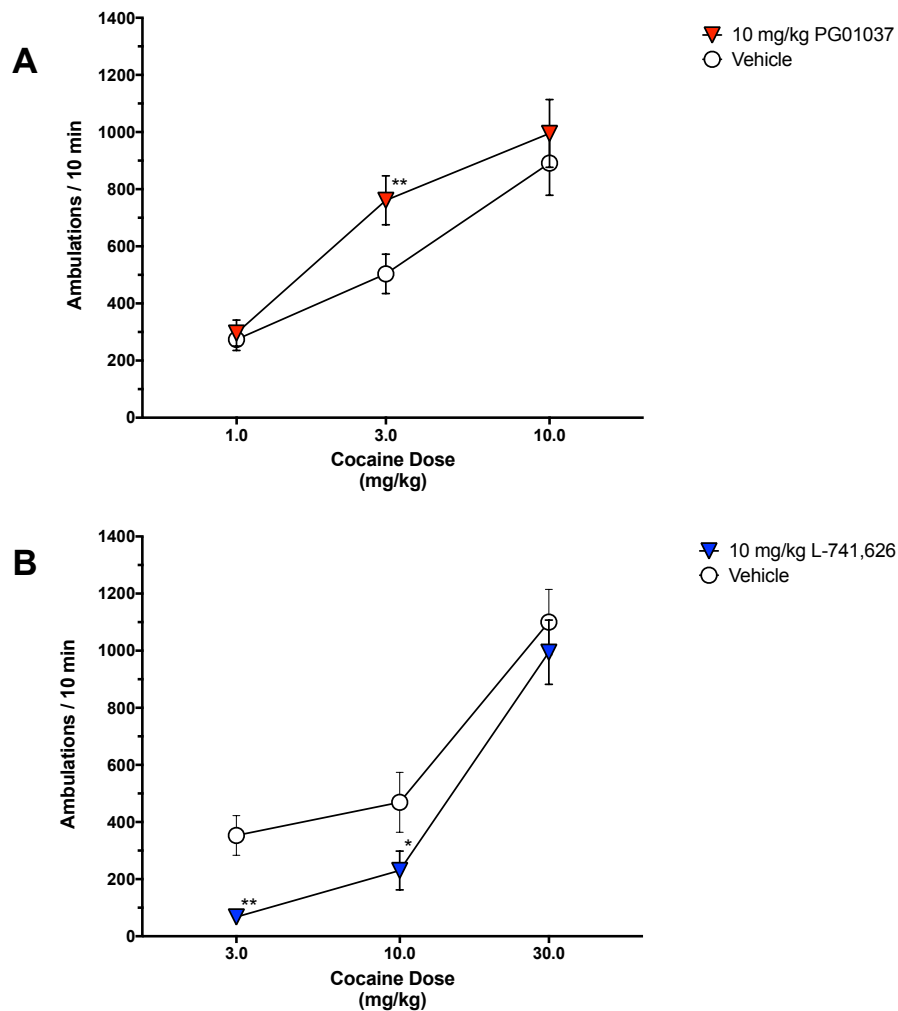 A
1400
1200
1000
800
600
400
200
0
Ambulations / 10 min
**
1.0 3.0 10.0
Cocaine Dose
(mg/kg)
10 mg/kg PG01037
Vehicle
B
1400
1200
1000
800
600
400
200
0
Ambulations / 10 min
**
*
3.0 10.0 30.0
Cocaine Dose
(mg/kg)
10 mg/kg L-741,626
Vehicle